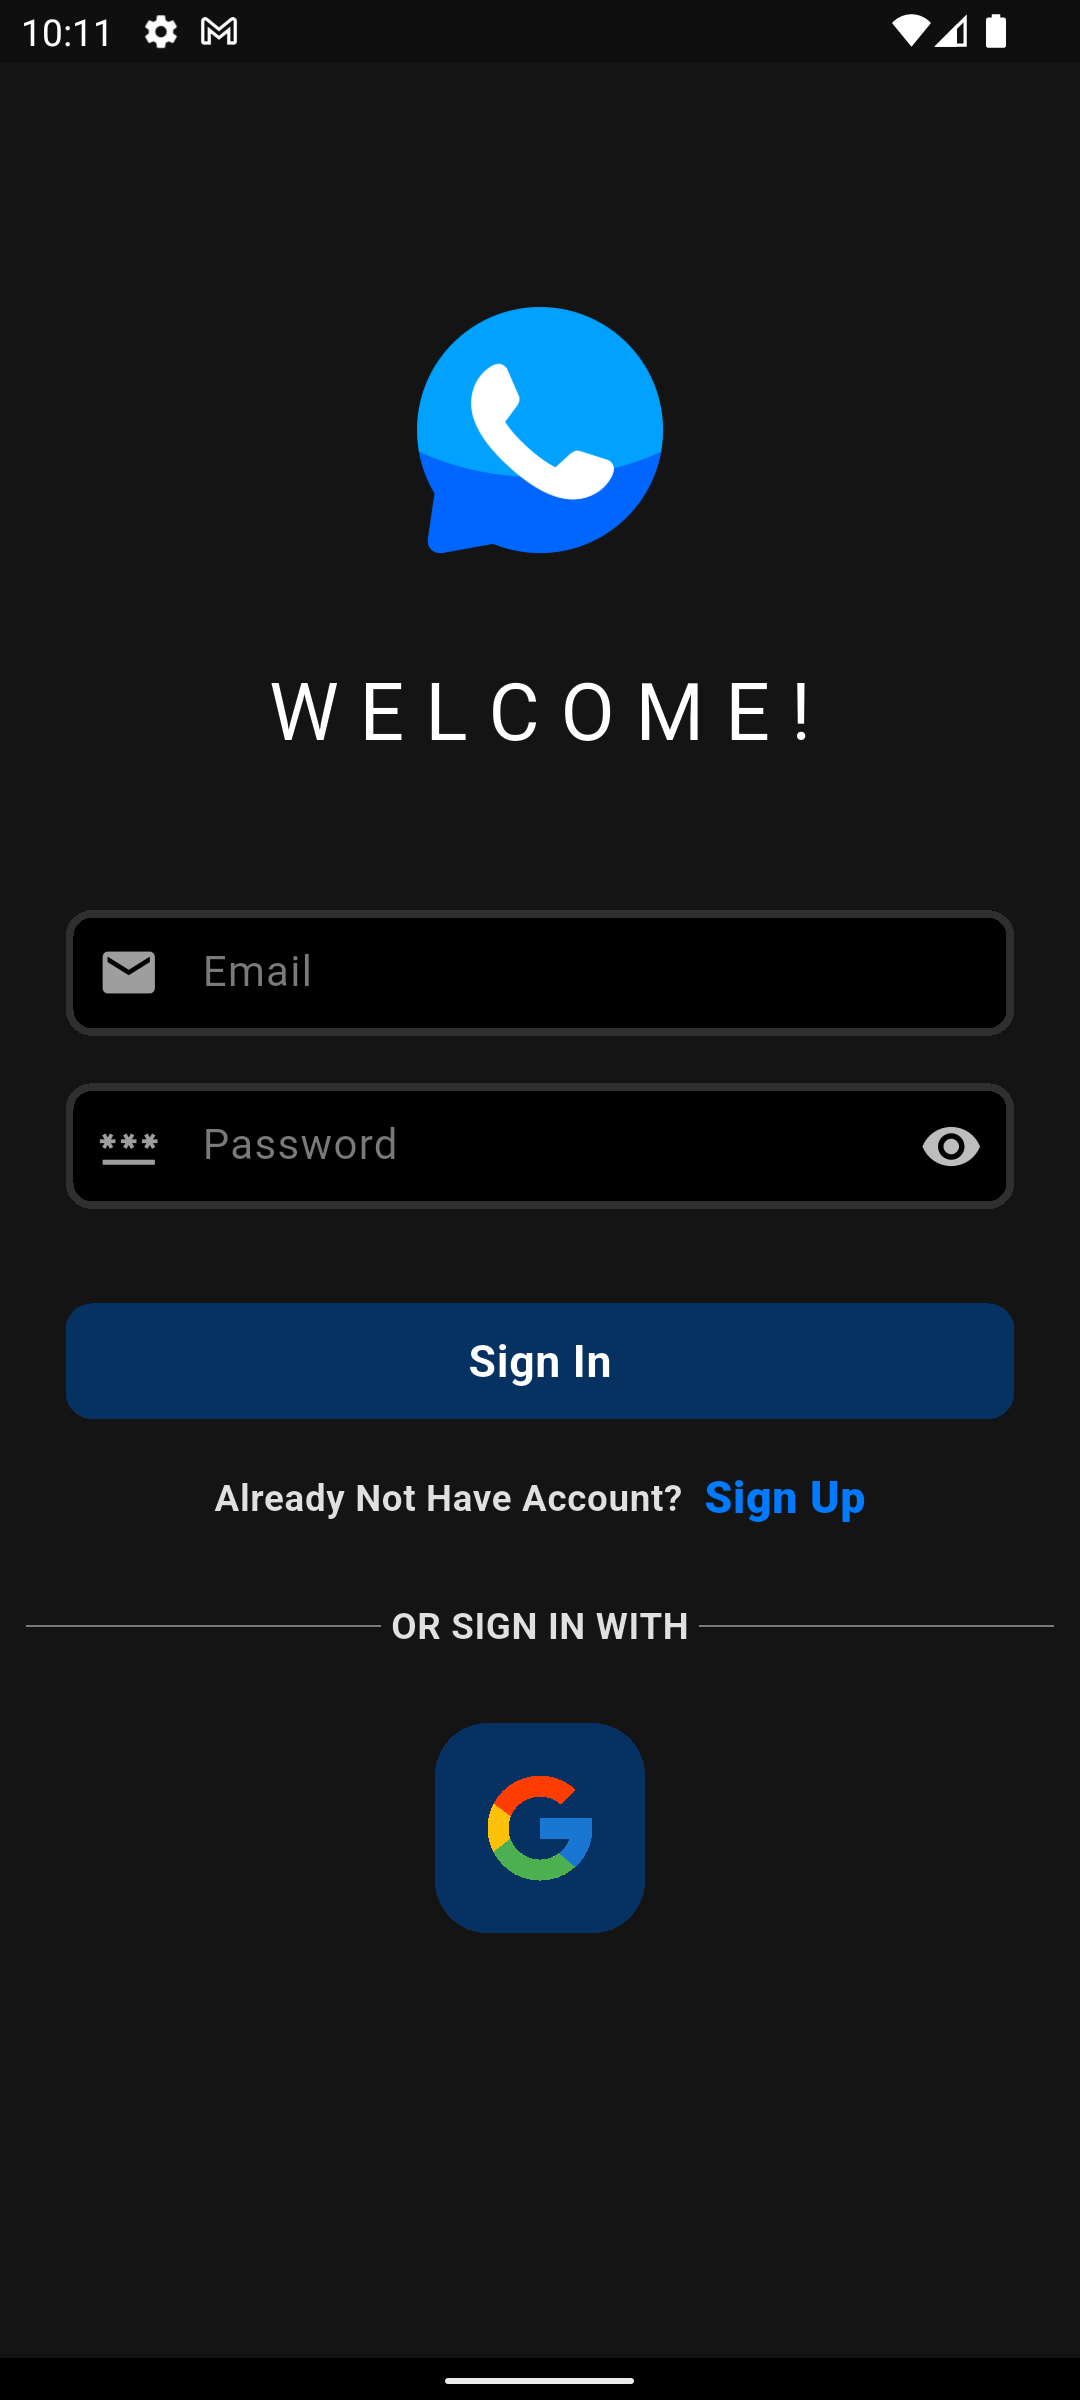 10:11
WELCOME!
Email
Password
Sign In
Already Not Have Account? Sign Up
OR SIGN IN WITH